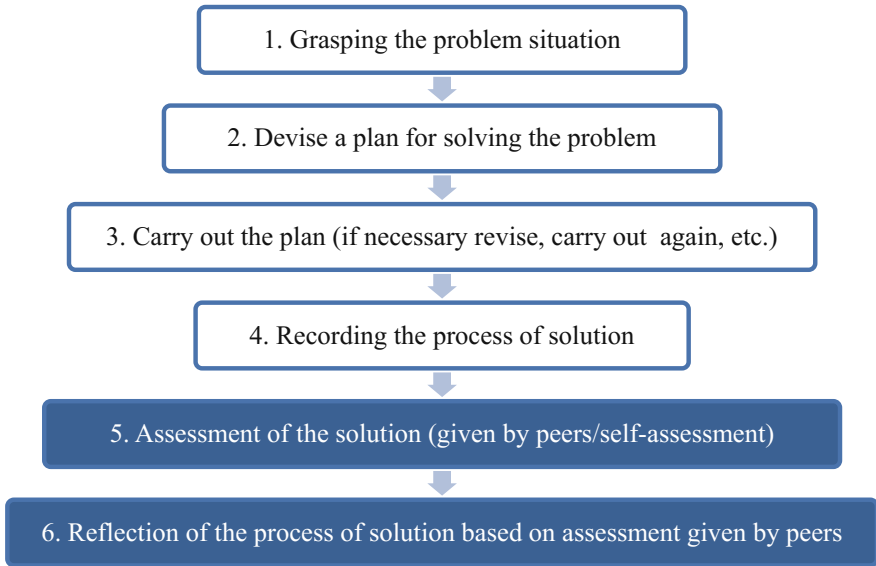 1. Grasping the problem situation
2. Devise a plan for solving the problem
3. Carry out the plan (if necessary revise, carry out again, etc.)
4. Recording the process of solution
5. Assessment of the solution (given by peers/self-assessment)
6. Reflection of the process of solution based on assessment given by peers